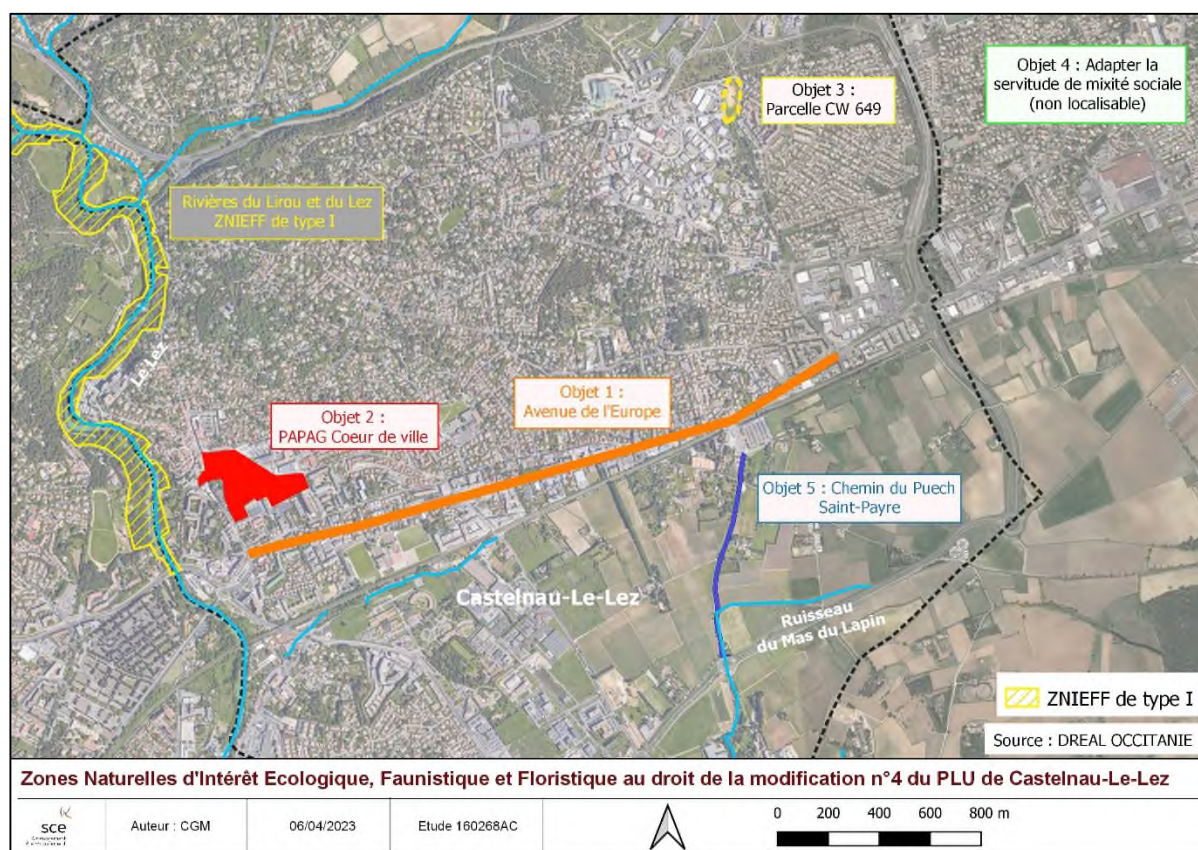 Objet 4 : Adapter la
servitude de mixité sociale
(non localisable)
Objet 3 :
Parcelle CW 649
Rivières du Lirou et du Lez
ZNIEFF de type I
Le Lez
Objet 2 :
PAPAG Coeur de ville
Objet 1 :
Avenue de l'Europe
Objet 5 : Chemin du Puech
Saint-Payre
Castelnau-Le-Lez
Ruisseau
du Mas du Lapin
ZNIEFF de type I
Source : DREAL OCCITANIE
Zones Naturelles d'Intérêt Ecologique, Faunistique et Floristique au droit de la modification n°4 du PLU de Castelnau-Le-Lez
sce
Auteur : CGM
06/04/2023
Etude 160268AC
0 200 400 600 800 m